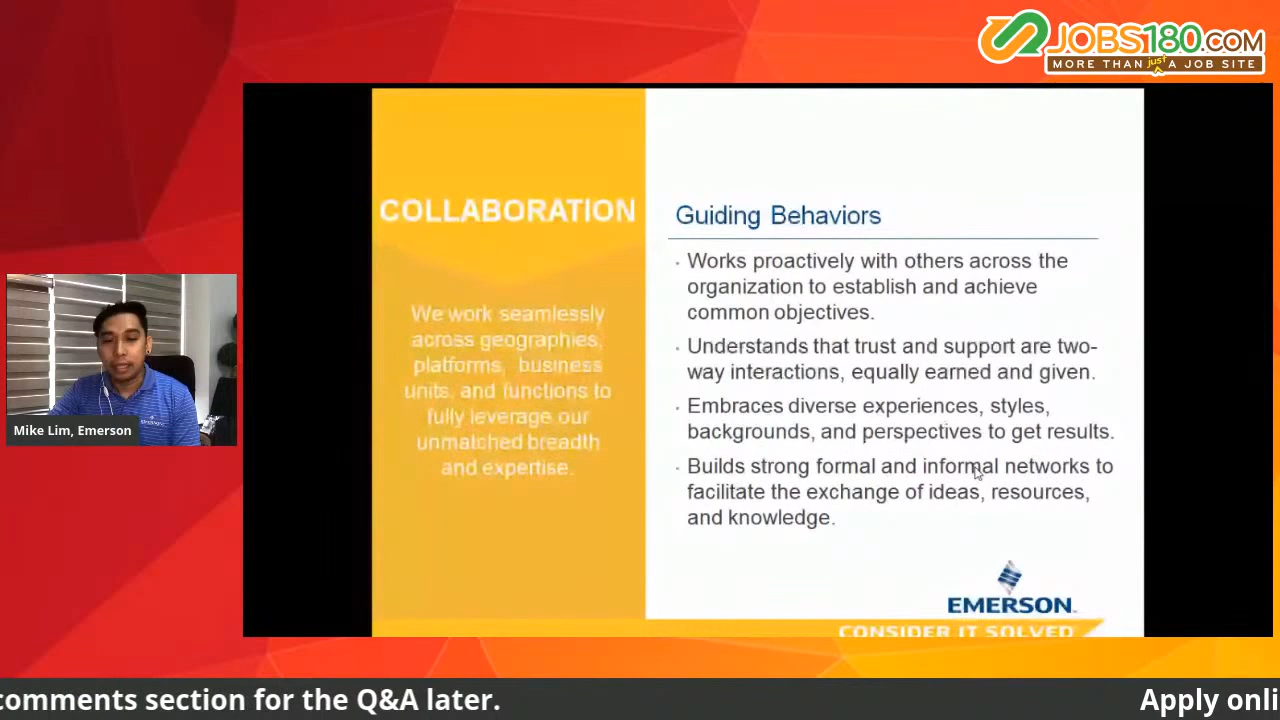 JOBS180.COM
MORE THAN just A JOB SITE
COLLABORATION
We work seamlessly
across geographies,
platforms, business
units, and functions to
fully leverage our
unmatched breadth
and expertise.
Guiding Behaviors
· Works proactively with others across the
organization to establish and achieve
common objectives.
· Understands that trust and support are two-
way interactions, equally earned and given.
· Embraces diverse experiences, styles,
backgrounds, and perspectives to get results.
· Builds strong formal and informal networks to
facilitate the exchange of ideas, resources,
and knowledge.
EMERSON
CONSIDER IT SOLVED
Mike Lim, Emerson
comments section for the Q&A later.
Apply onli